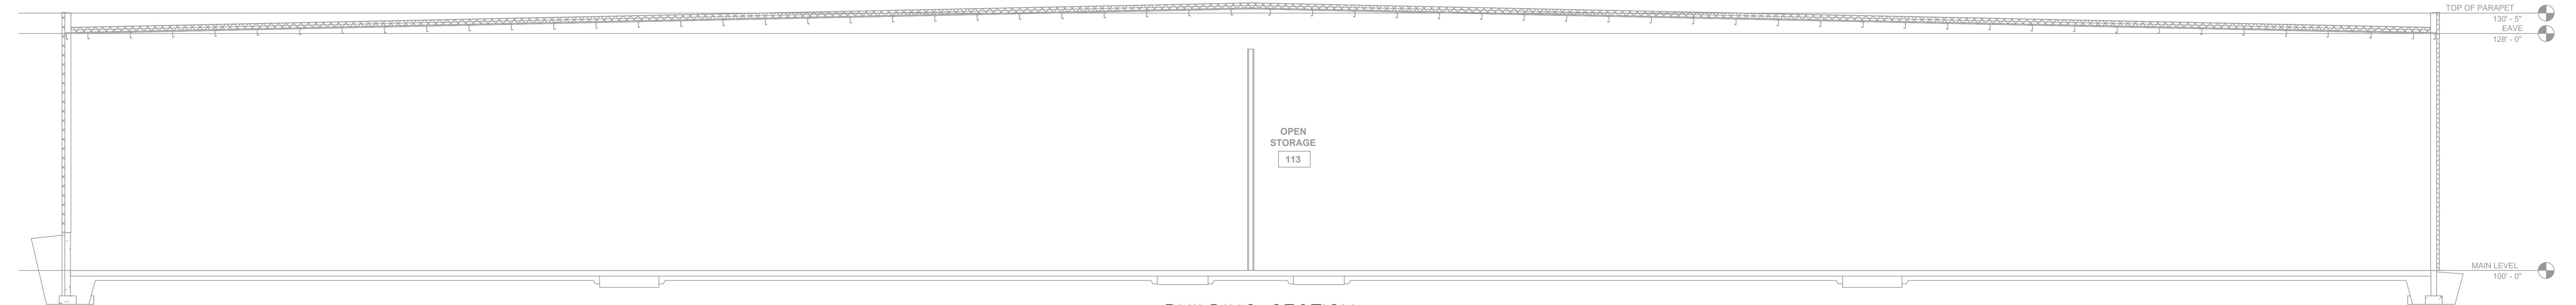 TOP OF PARAPET
130' - 5"
EAVE
128' - 0"
OPEN
STORAGE
113
MAIN LEVEL
100' - 0"